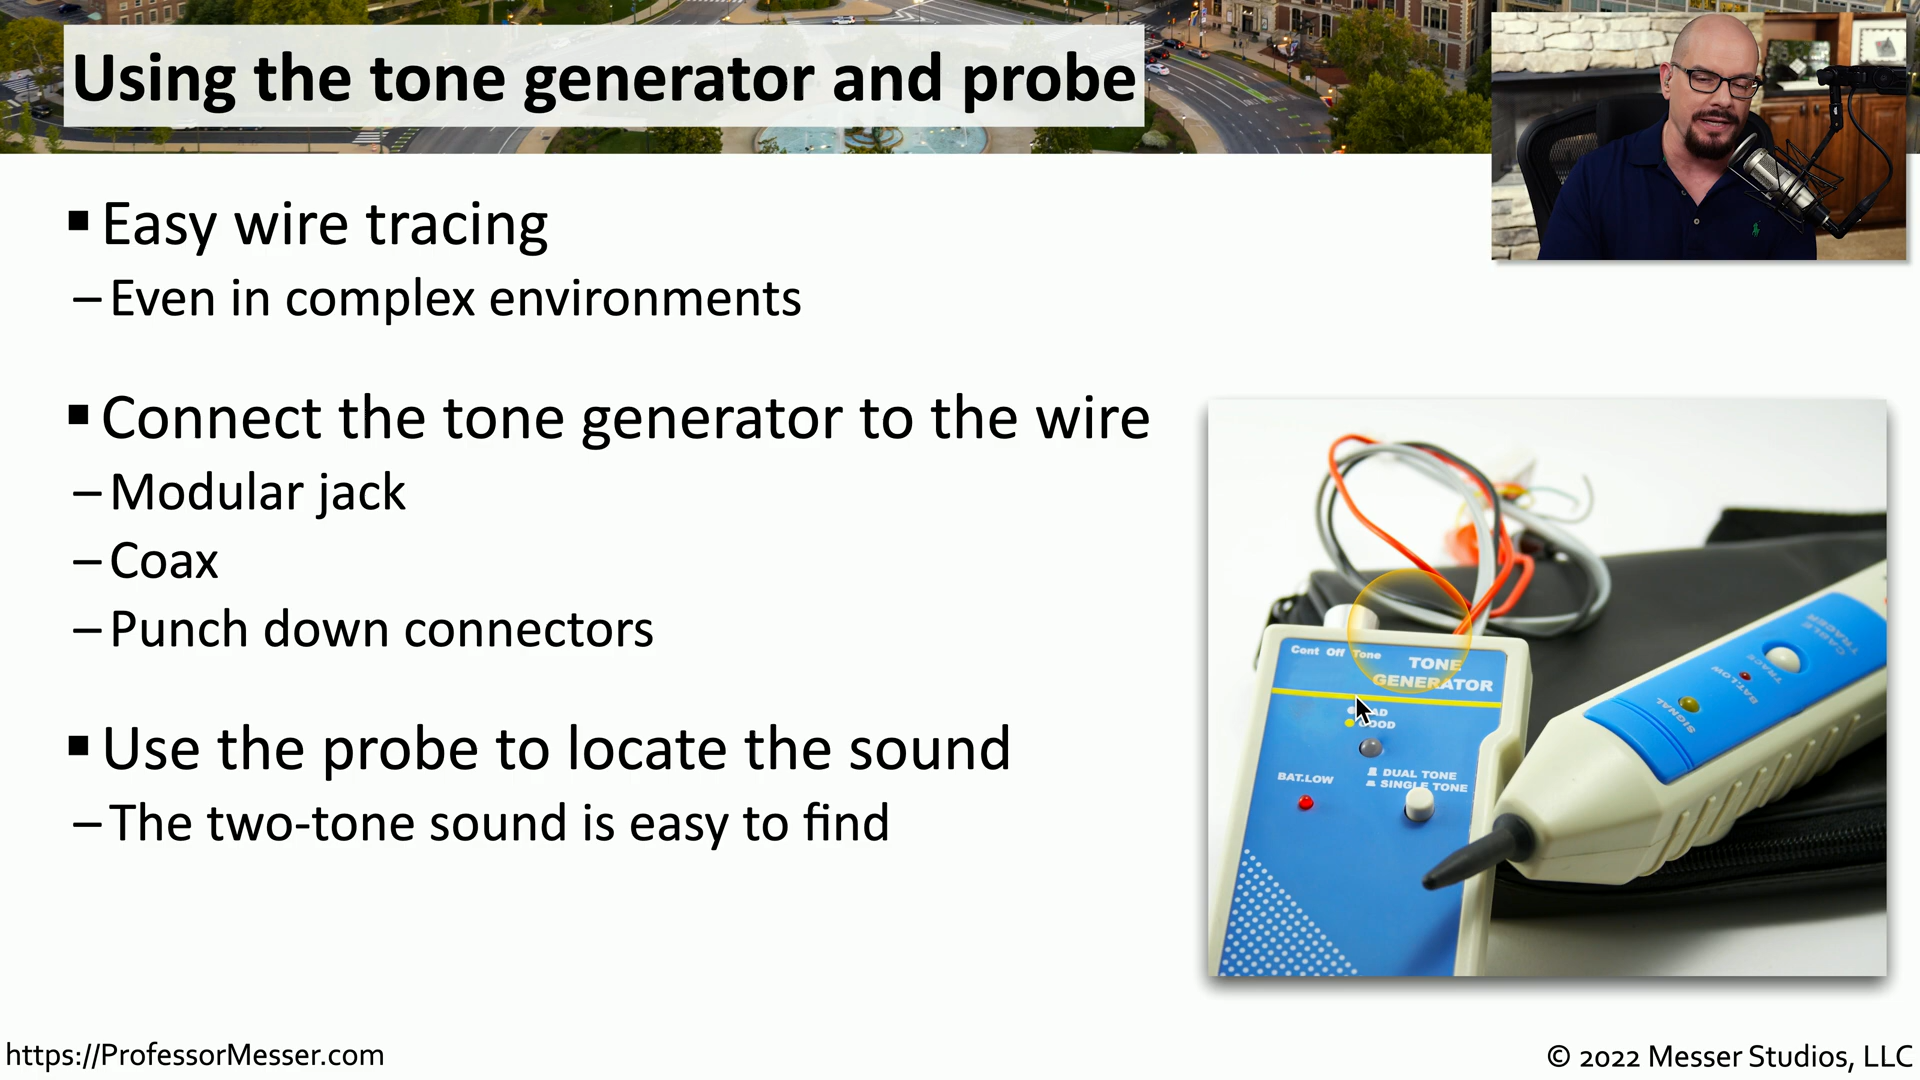 Using the tone generator and probe
▪ Easy wire tracing
– Even in complex environments
▪ Connect the tone generator to the wire
– Modular jack
– Coax
– Punch down connectors
▪ Use the probe to locate the sound
– The two-tone sound is easy to find
Cont Off Tone
TONE
GENERATOR
BAT.LOW
DUAL TONE
SINGLE TONE
CABLE
TRACER
TRACE
BAT.LOW
SIGNAL
https://ProfessorMesser.com
© 2022 Messer Studios, LLC